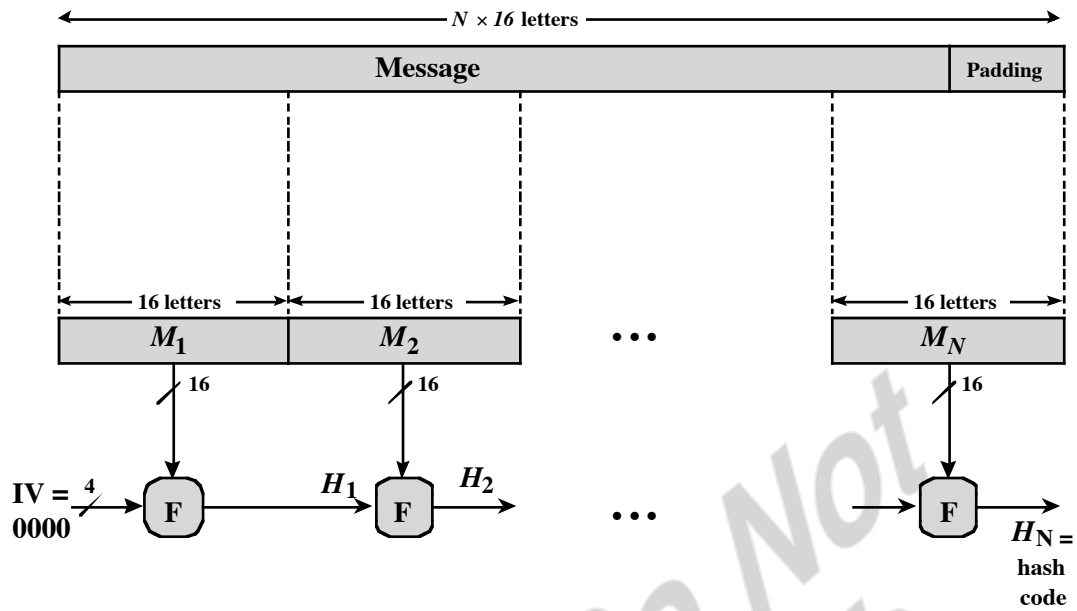 N × 16 letters
Message
Padding
16 letters
16 letters
16 letters
M1
M2
• • •
MN
16
16
16
IV =
0000
4
F
H1
F
H2
• • •
F
HN =
hash
code
Not